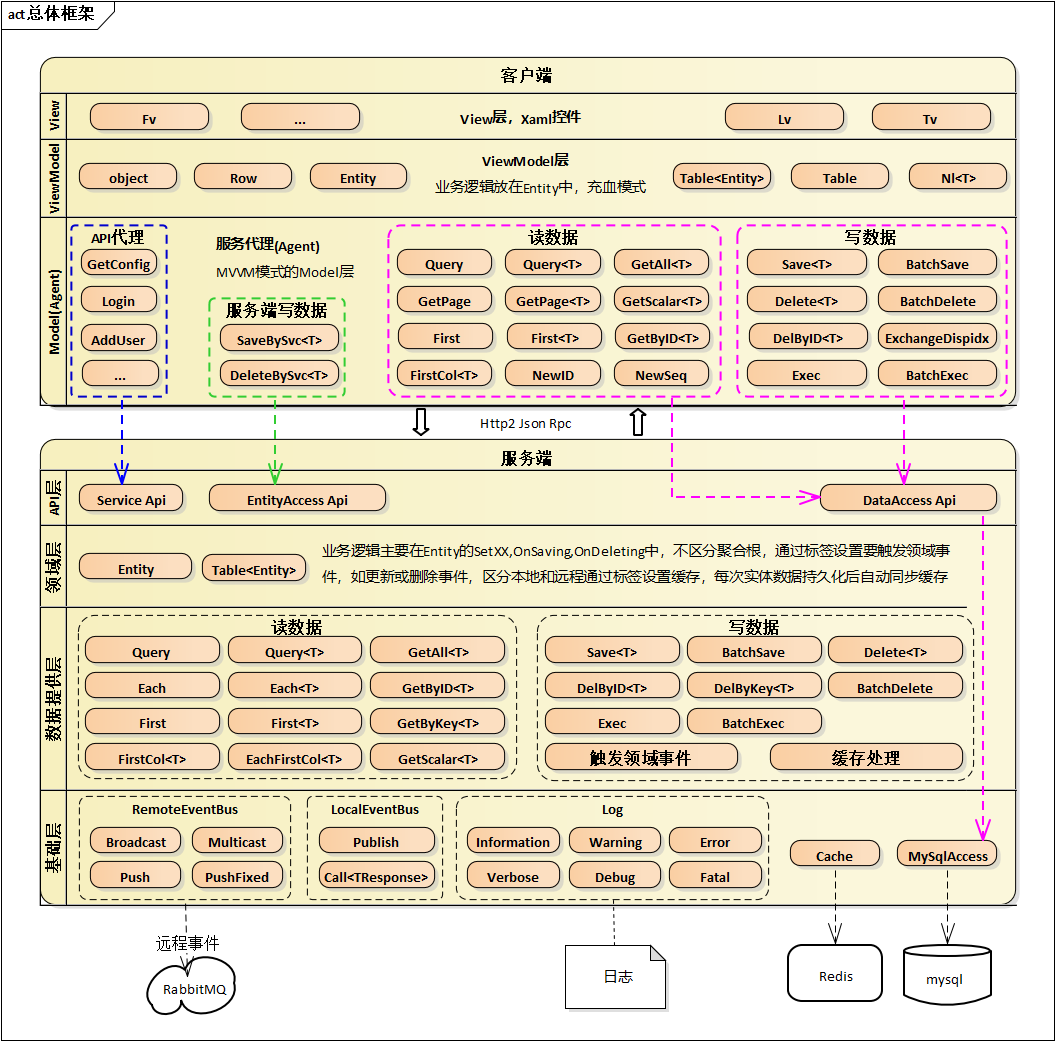 act 总体框架
客户端
View
Fv
...
View层，Xaml控件
Lv
Tv
ViewModel
object
Row
Entity
ViewModel层
业务逻辑放在Entity中，充血模式
Table<Entity>
Table
Nl<T>
Model(Agent)
API代理
GetConfig
Login
AddUser
...
服务代理(Agent)
MVVM模式的Model层
服务端写数据
SaveBySvc<T>
DeleteBySvc<T>
读数据
Query
Query<T>
GetAll<T>
GetPage
GetPage<T>
GetScalar<T>
First
First<T>
GetByID<T>
FirstCol<T>
NewID
NewSeq
写数据
Save<T>
BatchSave
Delete<T>
BatchDelete
DelByID<T>
ExchangeDispidx
Exec
BatchExec
Http2 Json Rpc
服务端
API层
Service Api
EntityAccess Api
DataAccess Api
领域层
Entity
Table<Entity>
业务逻辑主要在Entity的SetXX,OnSaving,OnDeleting中，不区分聚合根，通过标签设置要触发领域事
件，如更新或删除事件，区分本地和远程通过标签设置缓存，每次实体数据持久化后自动同步缓存
数据提供层
读数据
Query
Query<T>
GetAll<T>
Each
Each<T>
GetByID<T>
First
First<T>
GetByKey<T>
FirstCol<T>
EachFirstCol<T>
GetScalar<T>
写数据
Save<T>
BatchSave
Delete<T>
DelByID<T>
DelByKey<T>
BatchDelete
Exec
BatchExec
触发领域事件
缓存处理
基础层
RemoteEventBus
Broadcast
Multicast
Push
PushFixed
LocalEventBus
Publish
Call<TResponse>
Log
Information
Warning
Error
Verbose
Debug
Fatal
Cache
MySqlAccess
远程事件
RabbitMQ
日志
Redis
mysql